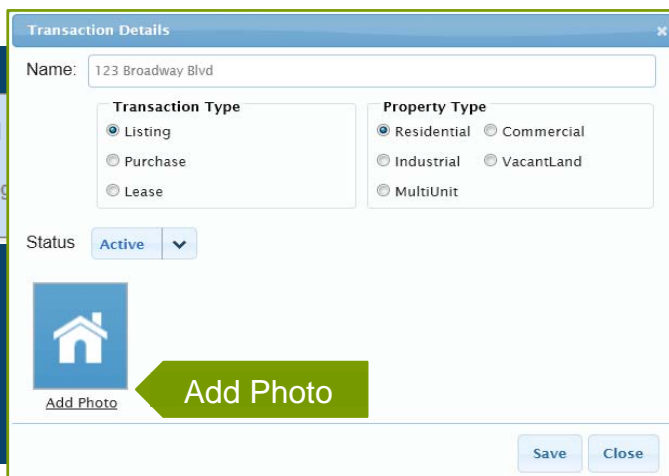 Transaction Details
Name: 123 Broadway Blvd
Transaction Type
Listing
Purchase
Lease
Property Type
Residential Commercial
Industrial VacantLand
MultiUnit
Status Active
Add Photo
Add Photo
Save Close